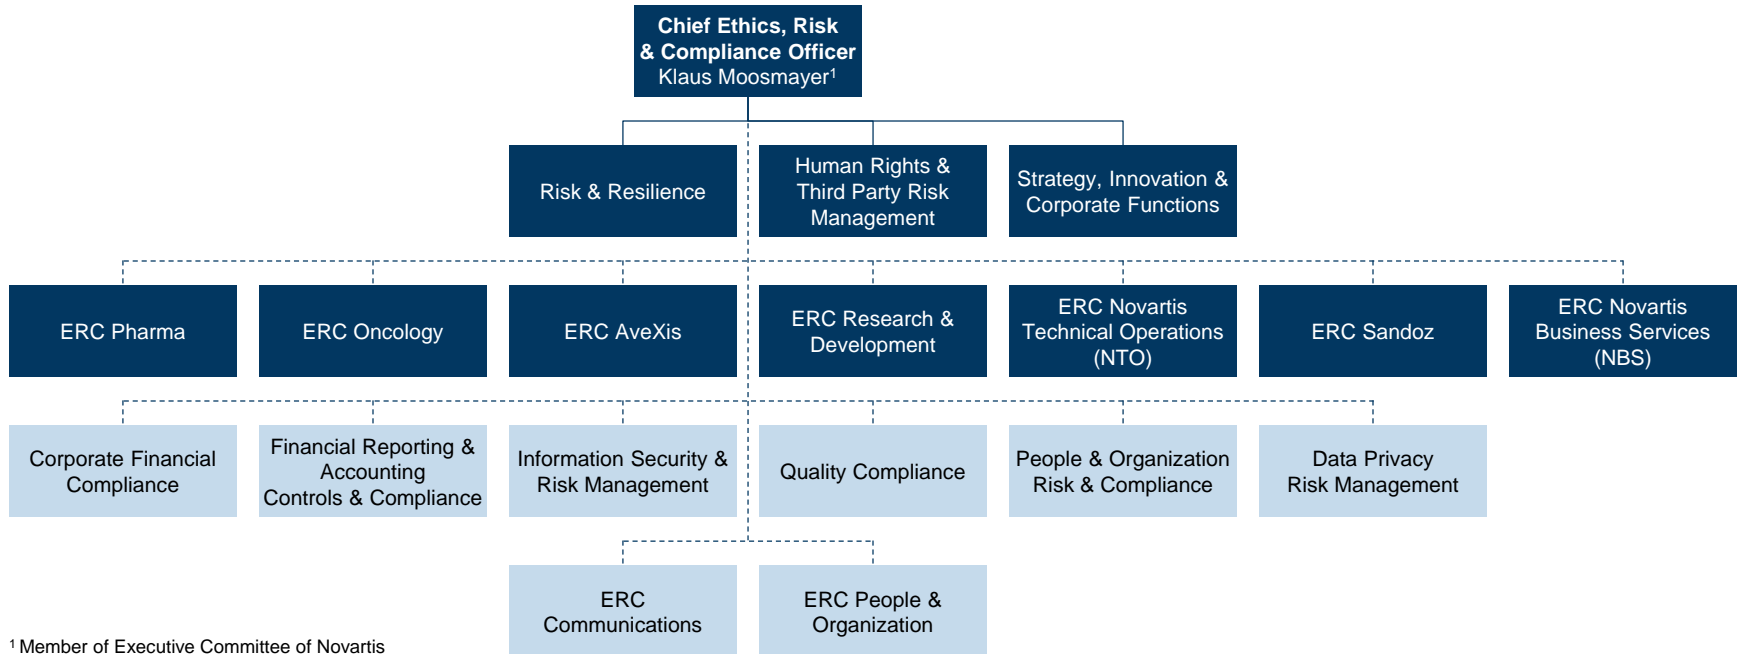 Chief Ethics, Risk
& Compliance Officer
Klaus Moosmayer¹
Risk & Resilience
Human Rights &
Third Party Risk
Management
Strategy, Innovation &
Corporate Functions
ERC Pharma
ERC Oncology
ERC AveXis
ERC Research &
Development
ERC Novartis
Technical Operations
(NTO)
ERC Sandoz
ERC Novartis
Business Services
(NBS)
Corporate Financial
Compliance
Financial Reporting &
Accounting
Controls & Compliance
Information Security &
Risk Management
Quality Compliance
People & Organization
Risk & Compliance
Data Privacy
Risk Management
ERC
Communications
ERC People &
Organization
¹ Member of Executive Committee of Novartis